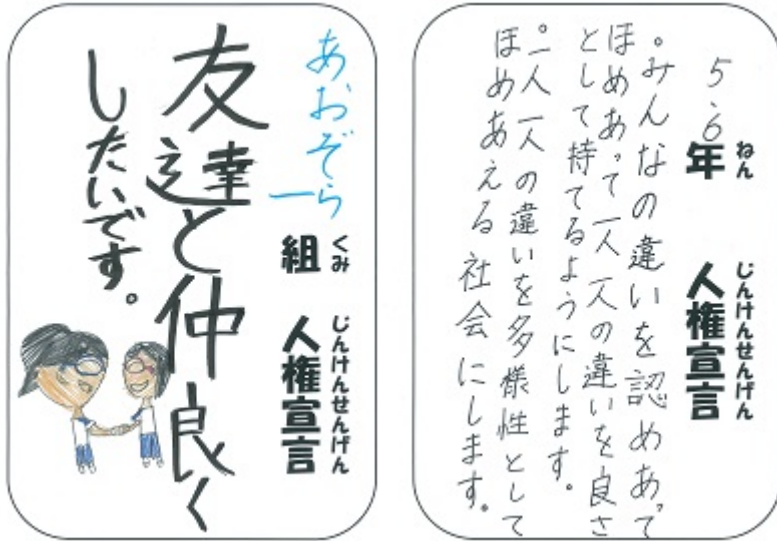 ねん じんけんせんげん
5.6年 人権宣言
。みんなの違いを認めあって
ほめあって一人一人の違いを良さ
として持てるようにします。
。一人一人の違いを多様性として
ほめあえる社会にします。
くみ じんけんせんげん
あおぞら一組 人権宣言
友達と仲良く
したいです。